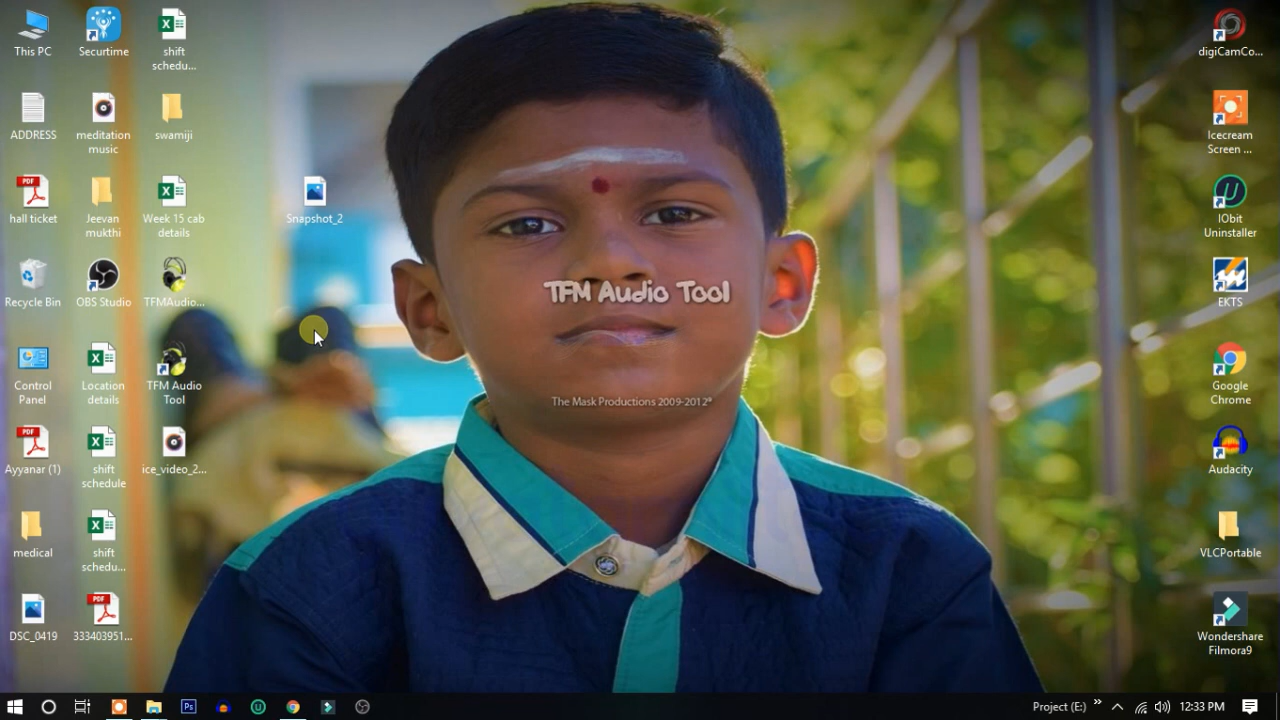 This PC
Securtime
shift
schedu...
ADDRESS
meditation
music
swamiji
hall ticket
Jeevan
mukthi
Week 15 cab
details
Snapshot_2
Recycle Bin
OBS Studio
TFMAudio...
Control
Panel
Location
details
TFM Audio
Tool
Ayyanar (1)
shift
schedule
ice_video_2...
medical
shift
schedu...
DSC_0419
333403951...
TFM Audio Tool
The Mask Productions 2009-2012®
digiCamCo...
Icecream
Screen ...
IObit
Uninstaller
EKTS
Google
Chrome
Audacity
VLCPortable
Wondershare
Filmora9
Project (E:)
12:33 PM